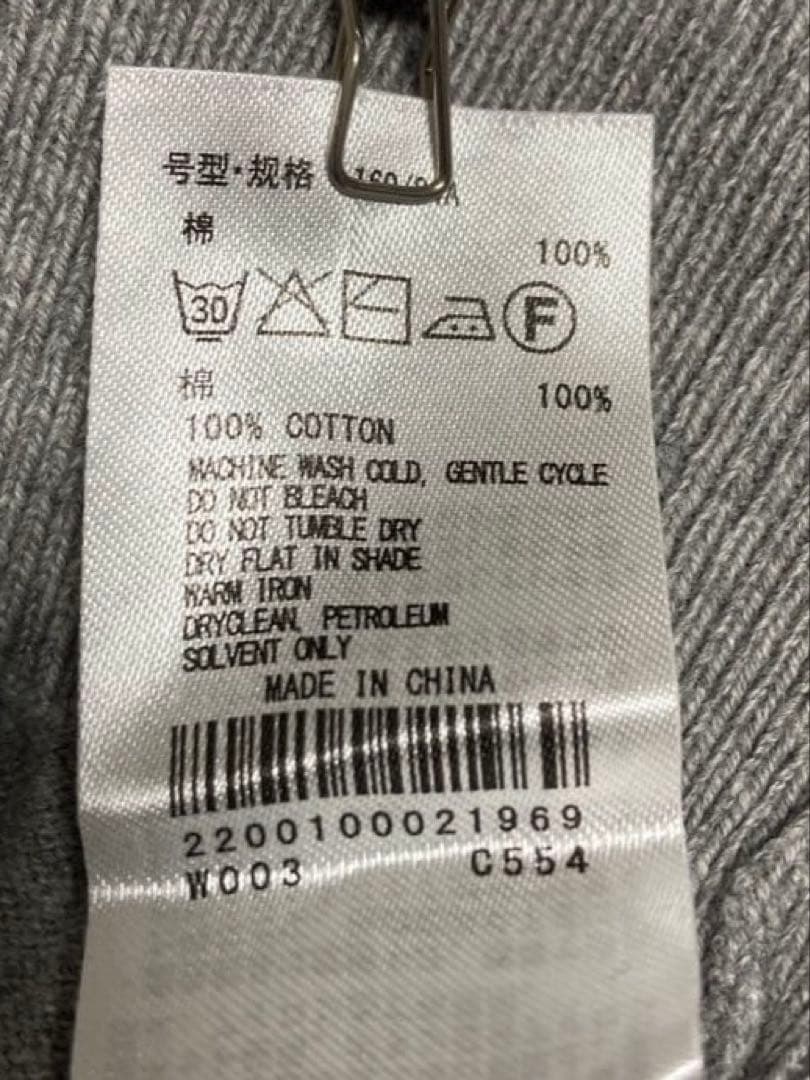 号型·规格
棉
100%
30
F
棉
100%
100% COTTON
MACHINE WASH COLD, GENTLE CYCLE
DO NOT BLEACH
DO NOT TUMBLE DRY
DRY FLAT IN SHADE
WARM IRON
DRYCLEAN, PETROLEUM
SOLVENT ONLY
MADE IN CHINA
2200100021969
W003 C554